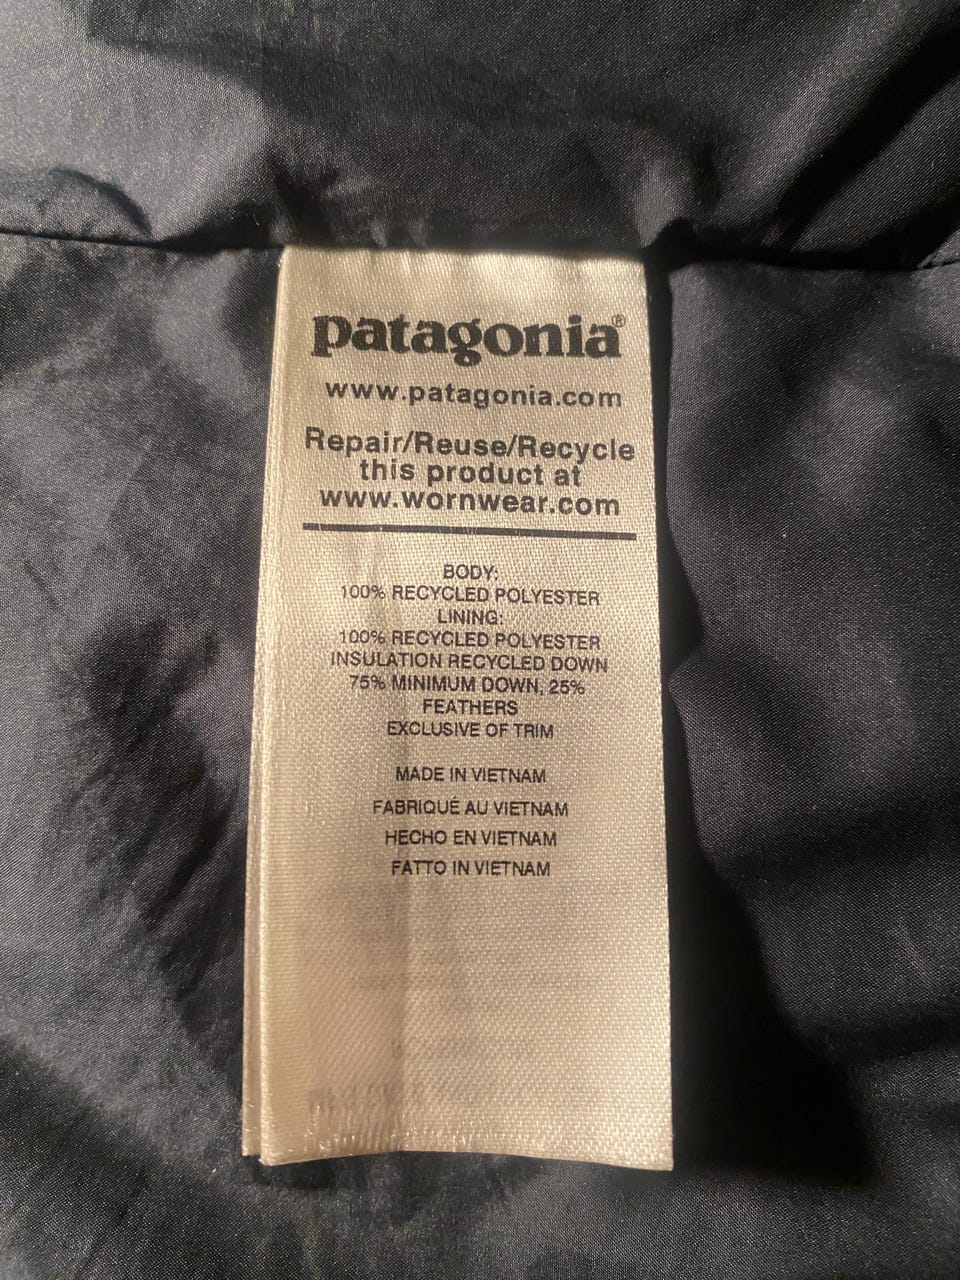 patagonia®
www.patagonia.com
Repair/Reuse/Recycle
this product at
www.wornwear.com
BODY:
100% RECYCLED POLYESTER
LINING:
100% RECYCLED POLYESTER
INSULATION RECYCLED DOWN
75% MINIMUM DOWN, 25%
FEATHERS
EXCLUSIVE OF TRIM
MADE IN VIETNAM
FABRIQUÉ AU VIETNAM
HECHO EN VIETNAM
FATTO IN VIETNAM